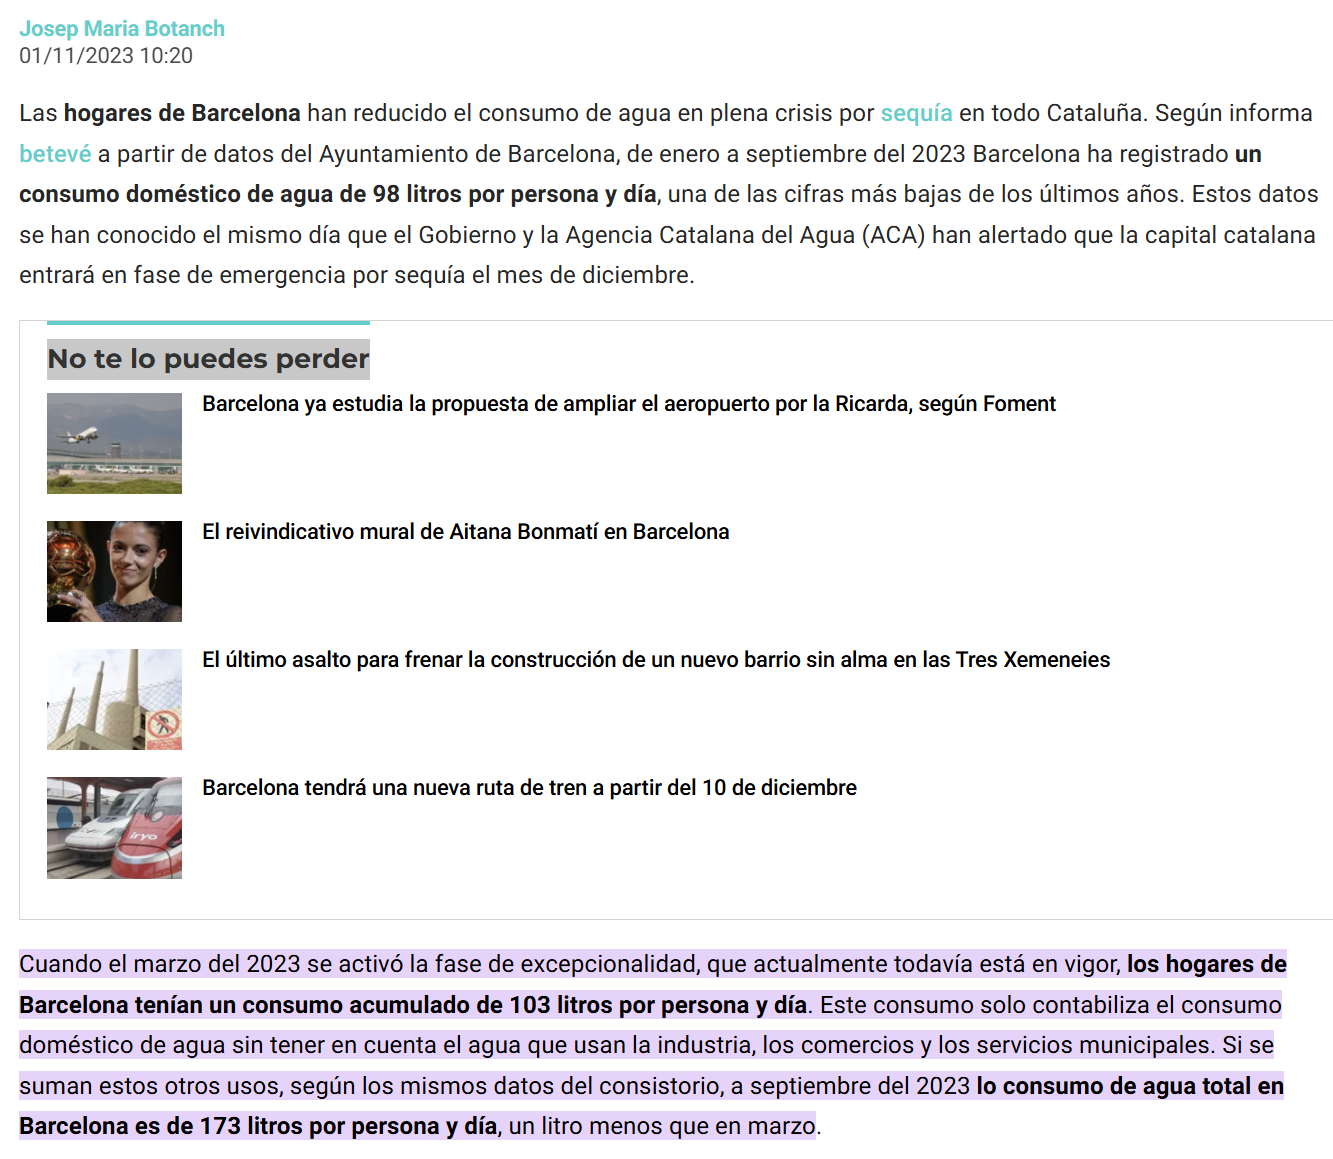 Josep Maria Botanch
01/11/2023 10:20
Las hogares de Barcelona han reducido el consumo de agua en plena crisis por sequía en todo Cataluña. Según informa
betevé a partir de datos del Ayuntamiento de Barcelona, de enero a septiembre del 2023 Barcelona ha registrado un
consumo doméstico de agua de 98 litros por persona y día, una de las cifras más bajas de los últimos años. Estos datos
se han conocido el mismo día que el Gobierno y la Agencia Catalana del Agua (ACA) han alertado que la capital catalana
entrará en fase de emergencia por sequía el mes de diciembre.
No te lo puedes perder
Barcelona ya estudia la propuesta de ampliar el aeropuerto por la Ricarda, según Foment
El reivindicativo mural de Aitana Bonmatí en Barcelona
El último asalto para frenar la construcción de un nuevo barrio sin alma en las Tres Xemeneies
Barcelona tendrá una nueva ruta de tren a partir del 10 de diciembre
iryo
Cuando el marzo del 2023 se activó la fase de excepcionalidad, que actualmente todavía está en vigor, los hogares de
Barcelona tenían un consumo acumulado de 103 litros por persona y día. Este consumo solo contabiliza el consumo
doméstico de agua sin tener en cuenta el agua que usan la industria, los comercios y los servicios municipales. Si se
suman estos otros usos, según los mismos datos del consistorio, a septiembre del 2023 lo consumo de agua total en
Barcelona es de 173 litros por persona y día, un litro menos que en marzo.